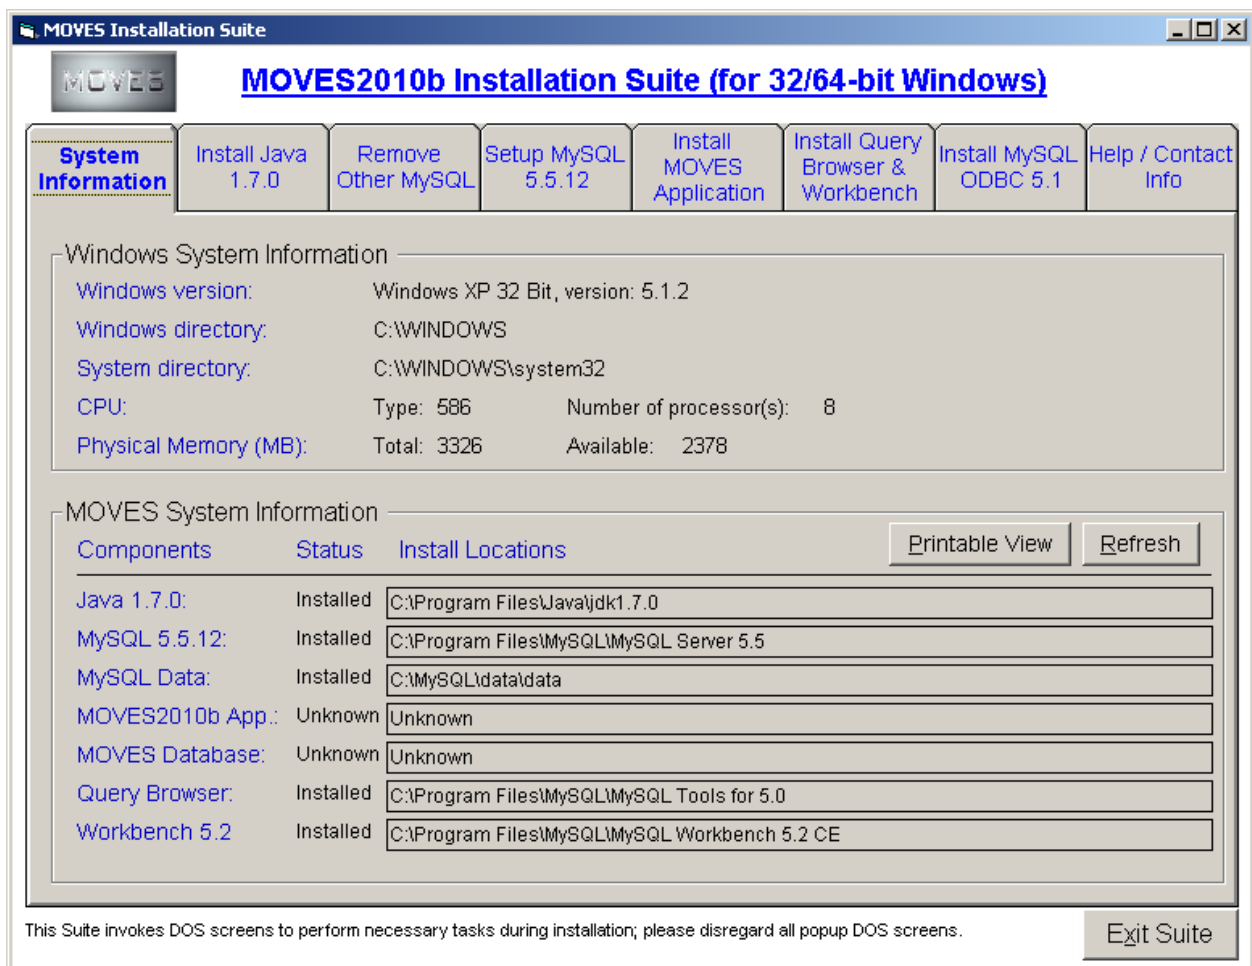 MOVES Installation Suite
MOVES
MOVES2010b Installation Suite (for 32/64-bit Windows)
System Information
Install Java 1.7.0
Remove Other MySQL
Setup MySQL 5.5.12
Install MOVES Application
Install Query Browser & Workbench
Install MySQL ODBC 5.1
Help / Contact Info
Windows System Information
Windows version: Windows XP 32 Bit, version: 5.1.2
Windows directory: C:\WINDOWS
System directory: C:\WINDOWS\system32
CPU: Type: 586 Number of processor(s): 8
Physical Memory (MB): Total: 3326 Available: 2378
MOVES System Information
Components Status Install Locations Printable View Refresh
Java 1.7.0: Installed C:\Program Files\Java\jdk1.7.0
MySQL 5.5.12: Installed C:\Program Files\MySQL\MySQL Server 5.5
MySQL Data: Installed C:\MySQL\data\data
MOVES2010b App.: Unknown Unknown
MOVES Database: Unknown Unknown
Query Browser: Installed C:\Program Files\MySQL\MySQL Tools for 5.0
Workbench 5.2 Installed C:\Program Files\MySQL\MySQL Workbench 5.2 CE
This Suite invokes DOS screens to perform necessary tasks during installation; please disregard all popup DOS screens.
Exit Suite